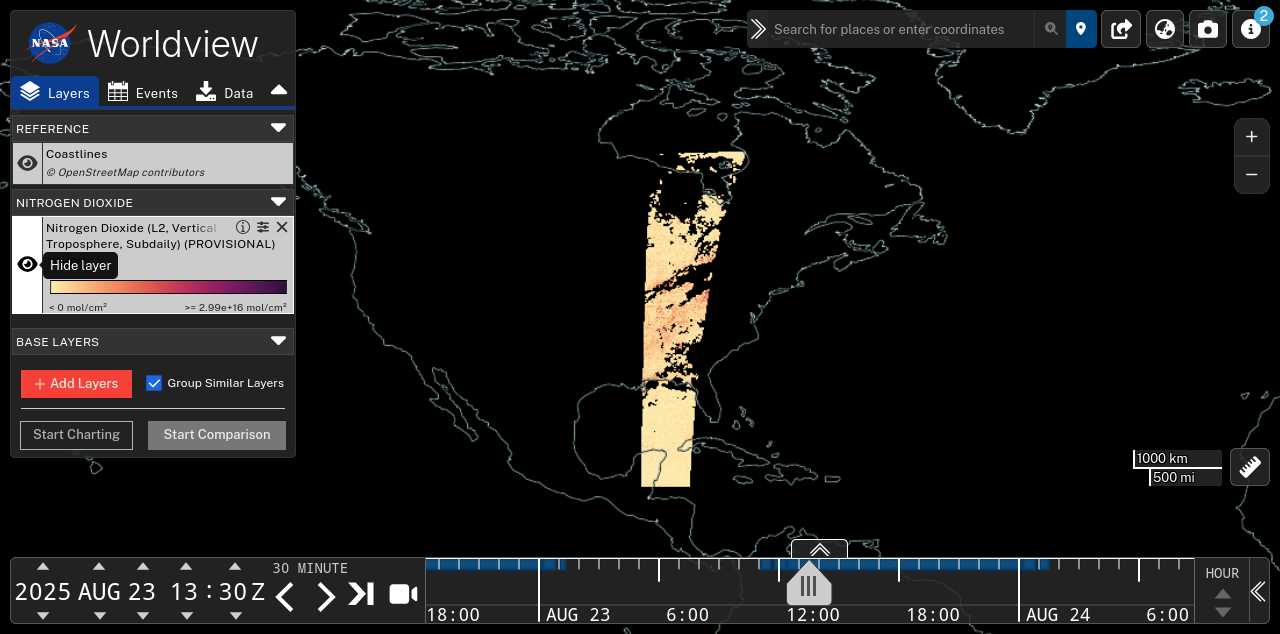 NASA
Worldview
Layers
Events
Data
REFERENCE
Coastlines
© OpenStreetMap contributors
NITROGEN DIOXIDE
Nitrogen Dioxide (L2, Vertical
Troposphere, Subdaily) (PROVISIONAL)
Hide layer
< 0 mol/cm²
>= 2.99e+16 mol/cm²
BASE LAYERS
+ Add Layers
Group Similar Layers
Start Charting
Start Comparison
Search for places or enter coordinates
2
+
−
1000 km
500 mi
2025 AUG 23 13 : 30 Z
30 MINUTE
18:00
AUG 23
6:00
12:00
18:00
AUG 24
6:00
HOUR